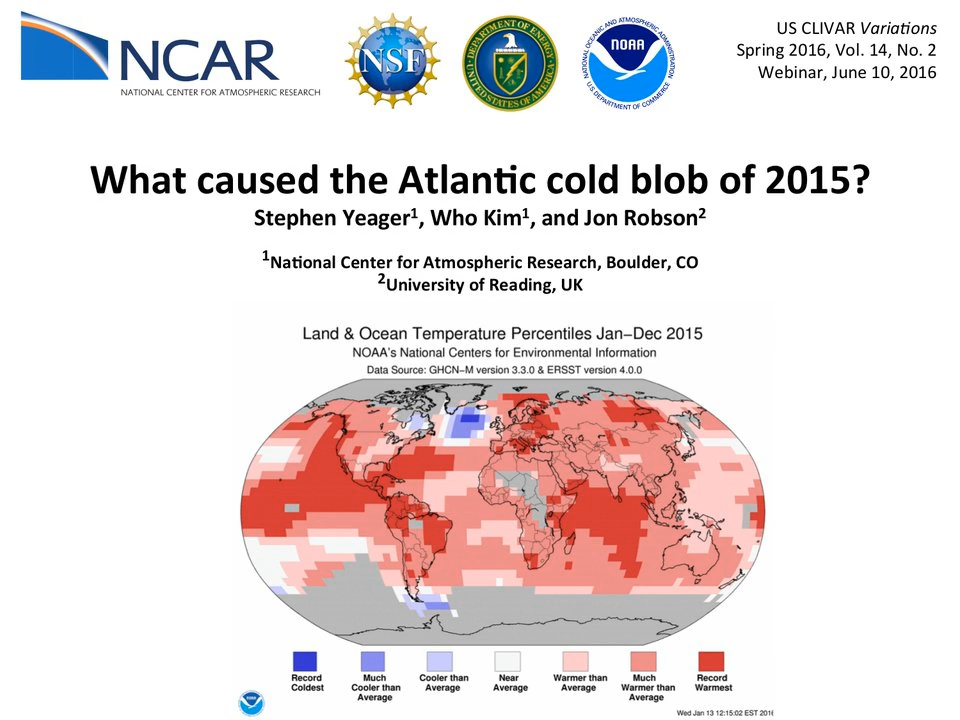 NCAR
NATIONAL CENTER FOR ATMOSPHERIC RESEARCH
NSF
DEPARTMENT OF ENERGY
UNITED STATES OF AMERICA
NATIONAL OCEANIC AND ATMOSPHERIC ADMINISTRATION
NOAA
U.S. DEPARTMENT OF COMMERCE
US CLIVAR Variations
Spring 2016, Vol. 14, No. 2
Webinar, June 10, 2016
What caused the Atlantic cold blob of 2015?
Stephen Yeager1, Who Kim1, and Jon Robson2
1National Center for Atmospheric Research, Boulder, CO
2University of Reading, UK
Land & Ocean Temperature Percentiles Jan–Dec 2015
NOAA's National Centers for Environmental Information
Data Source: GHCN–M version 3.3.0 & ERSST version 4.0.0
Record Coldest
Much Cooler than Average
Cooler than Average
Near Average
Warmer than Average
Much Warmer than Average
Record Warmest
NOAA
Wed Jan 13 12:15:02 EST 2016